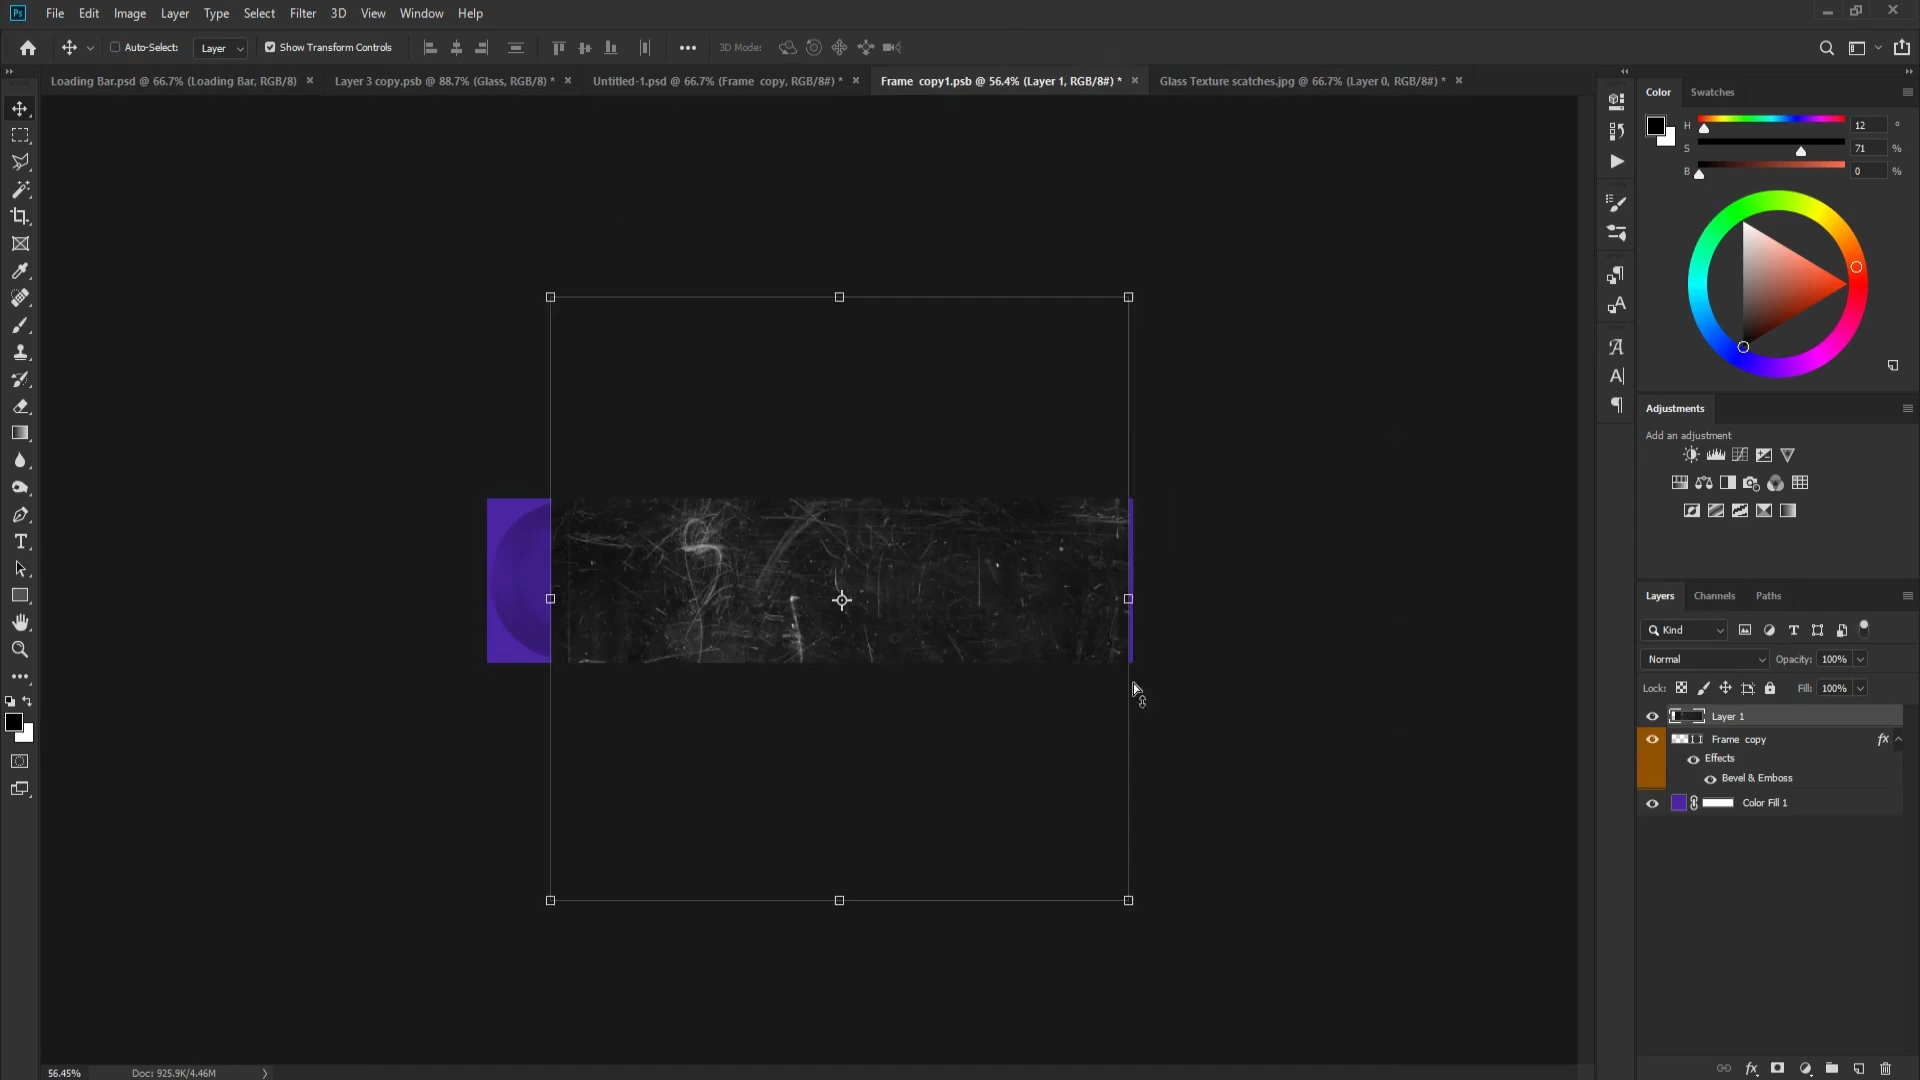 Ps File Edit Image Layer Type Select Filter 3D View Window Help
Auto-Select: Layer Show Transform Controls 3D Mode:
Loading Bar.psd @ 66.7% (Loading Bar, RGB/8) × Layer 3 copy.psb @ 88.7% (Glass, RGB/8) * × Untitled-1.psd @ 66.7% (Frame copy, RGB/8#) * × Frame copy1.psb @ 56.4% (Layer 1, RGB/8#) * × Glass Texture scatches.jpg @ 66.7% (Layer 0, RGB/8#) * ×
Color Swatches
H 12 °
S 71 %
B 0 %
Adjustments
Add an adjustment
Layers Channels Paths
Kind
Normal Opacity: 100%
Lock: Fill: 100%
Layer 1
Frame copy fx
Effects
Bevel & Emboss
Color Fill 1
56.45% Doc: 925.9K/4.46M